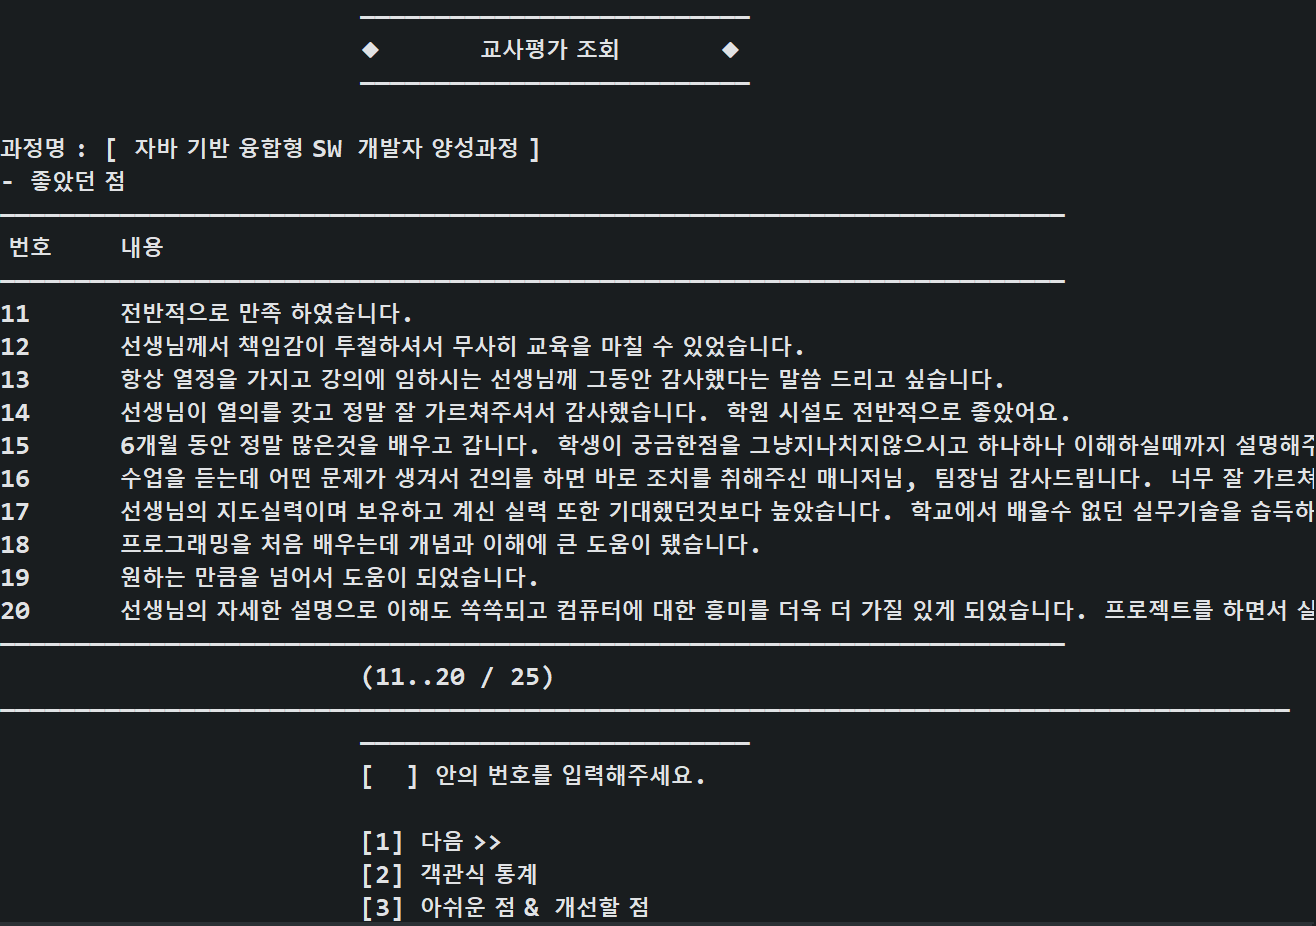 ◆ 교사평가 조회 ◆
과정명 : [ 자바 기반 융합형 SW 개발자 양성과정 ]
- 좋았던 점
번호 내용
11 전반적으로 만족 하였습니다.
12 선생님께서 책임감이 투철하셔서 무사히 교육을 마칠 수 있었습니다.
13 항상 열정을 가지고 강의에 임하시는 선생님께 그동안 감사했다는 말씀 드리고 싶습니다.
14 선생님이 열의를 갖고 정말 잘 가르쳐주셔서 감사했습니다. 학원 시설도 전반적으로 좋았어요.
15 6개월 동안 정말 많은것을 배우고 갑니다. 학생이 궁금한점을 그냥지나치지않으시고 하나하나 이해하실때까지 설명해주
16 수업을 듣는데 어떤 문제가 생겨서 건의를 하면 바로 조치를 취해주신 매니저님, 팀장님 감사드립니다. 너무 잘 가르쳐
17 선생님의 지도실력이며 보유하고 계신 실력 또한 기대했던것보다 높았습니다. 학교에서 배울수 없던 실무기술을 습득하
18 프로그래밍을 처음 배우는데 개념과 이해에 큰 도움이 됐습니다.
19 원하는 만큼을 넘어서 도움이 되었습니다.
20 선생님의 자세한 설명으로 이해도 쏙쏙되고 컴퓨터에 대한 흥미를 더욱 더 가질 있게 되었습니다. 프로젝트를 하면서 실
(11..20 / 25)
[ ] 안의 번호를 입력해주세요.
[1] 다음 >>
[2] 객관식 통계
[3] 아쉬운 점 & 개선할 점